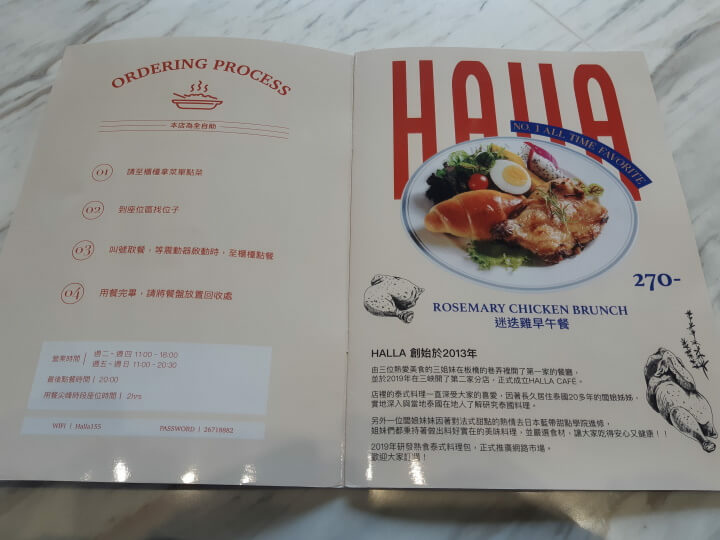 ORDERING PROCESS
本店為全自助
01 請至櫃檯拿菜單點菜
02 到座位區找位子
03 叫號取餐，等震動器啟動時，至櫃檯點餐
04 用餐完畢，請將餐盤放置回收處
營業時間
週二~週四 11:00-18:00
週五~週日 11:00-20:30
最後點餐時間 | 20:00
用餐尖峰時段座位時間 | 2hrs
WIFI | Halla155 PASSWORD | 26718882
HALLA
NO. 1 ALL TIME FAVORITE
270-
ROSEMARY CHICKEN BRUNCH
迷迭雞早午餐
HALLA 創始於2013年
由三位熱愛美食的三姐妹在板橋的巷弄裡開了第一家的餐廳，
並於2019年在三峽開了第二家分店，正式成立HALLA CAFÉ。
店裡的泰式料理一直深受大家的喜愛，因著長久居住泰國20多年的闆娘姊姊，
實地深入與當地泰國在地人了解研究泰國料理。
另外一位闆娘妹妹因著對法式甜點的熱情去日本藍帶甜點學院進修，
姐妹們都秉持著做出料好實在的美味料理，並嚴選食材，讓大家吃得安心又健康！！
2019年研發熟食泰式料理包，正式推廣網路市場。
歡迎大家訂購！